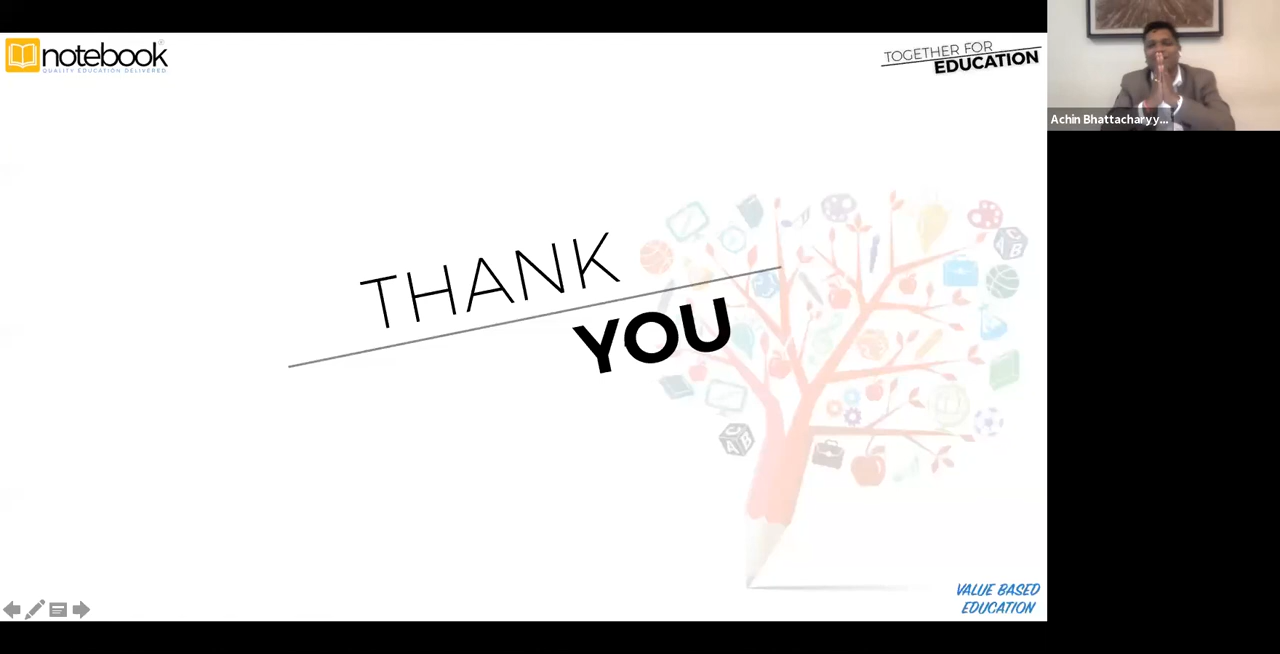 notebook
QUALITY EDUCATION DELIVERED
TOGETHER FOR
EDUCATION
Achin Bhattacharyy...
THANK
YOU
VALUE BASED
EDUCATION